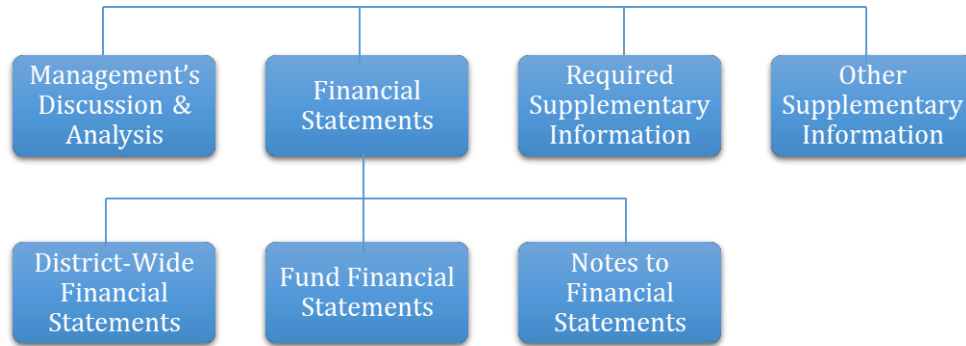 Management’s
Discussion &
Analysis
Financial
Statements
Required
Supplementary
Information
Other
Supplementary
Information
District-Wide
Financial
Statements
Fund Financial
Statements
Notes to
Financial
Statements